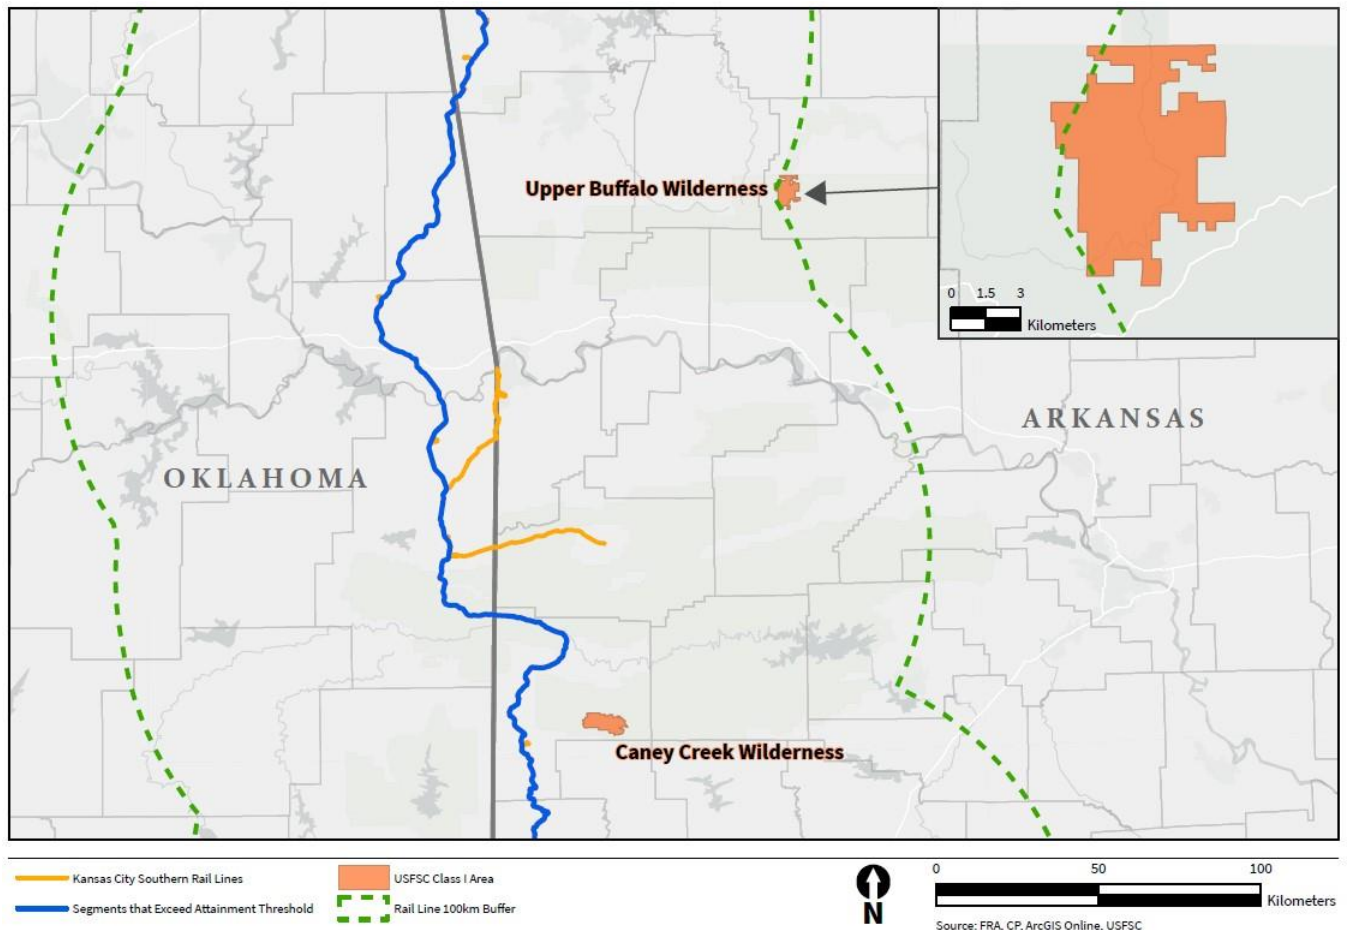 Upper Buffalo Wilderness
0 1.5 3
Kilometers
ARKANSAS
OKLAHOMA
Caney Creek Wilderness
Kansas City Southern Rail Lines
Segments that Exceed Attainment Threshold
USFSC Class I Area
Rail Line 100km Buffer
N
0 50 100
Kilometers
Source: FRA, CP, ArcGIS Online, USFSC